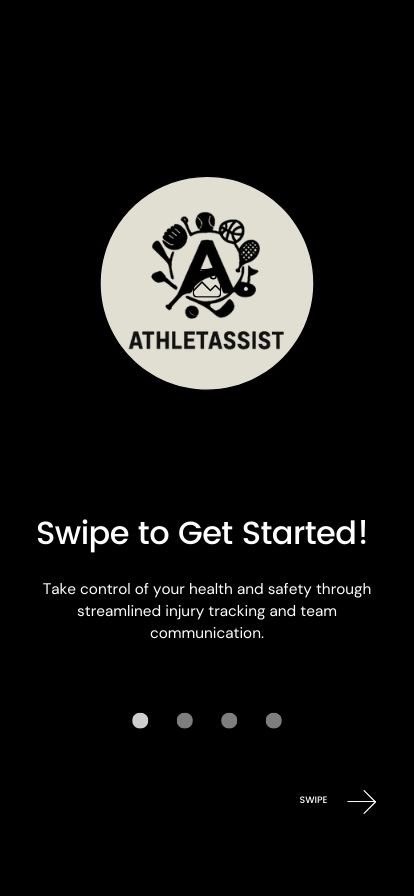 A
ATHLETASSIST
Swipe to Get Started!
Take control of your health and safety through
streamlined injury tracking and team
communication.
SWIPE